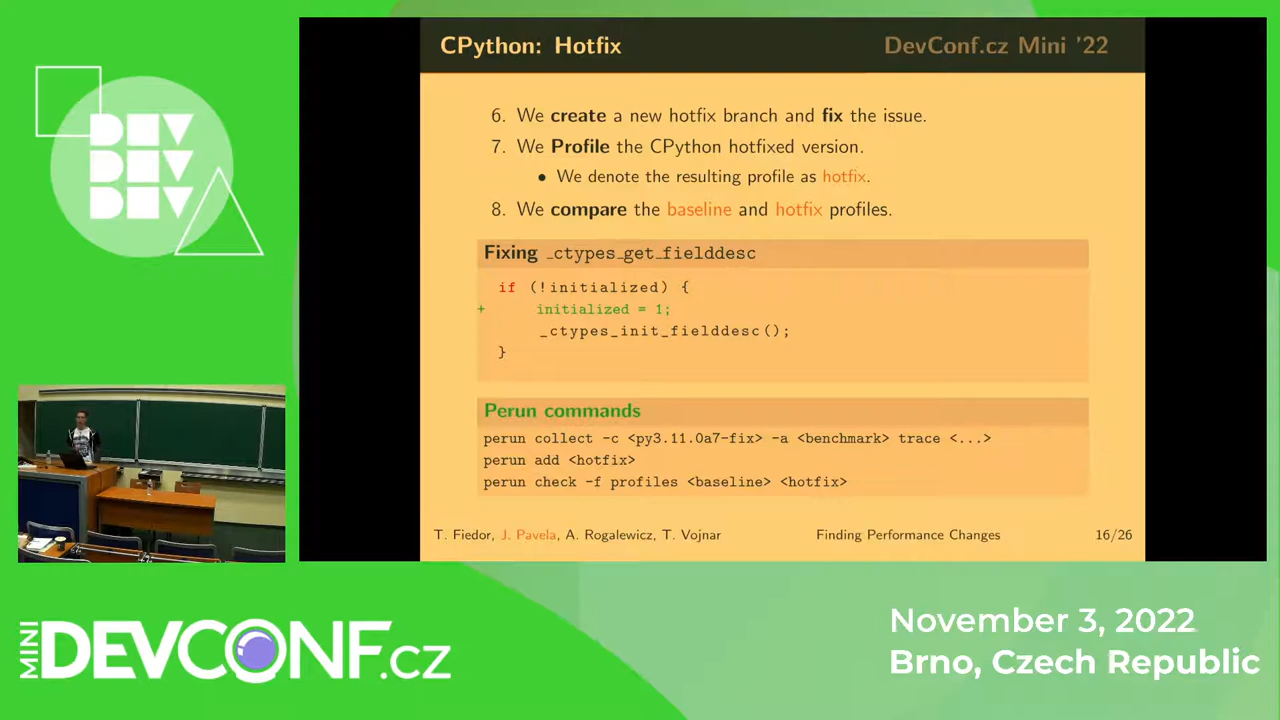 CPython: Hotfix
DevConf.cz Mini '22
6. We create a new hotfix branch and fix the issue.
7. We Profile the CPython hotfixed version.
• We denote the resulting profile as hotfix.
8. We compare the baseline and hotfix profiles.
Fixing _ctypes_get_fielddesc
if (!initialized) {
+ initialized = 1;
_ctypes_init_fielddesc();
}
Perun commands
perun collect -c <py3.11.0a7-fix> -a <benchmark> trace <...>
perun add <hotfix>
perun check -f profiles <baseline> <hotfix>
T. Fiedor, J. Pavela, A. Rogalewicz, T. Vojnar
Finding Performance Changes
16/26
DEV
DEV
DEV
MINI
DEVCONF.cz
November 3, 2022
Brno, Czech Republic